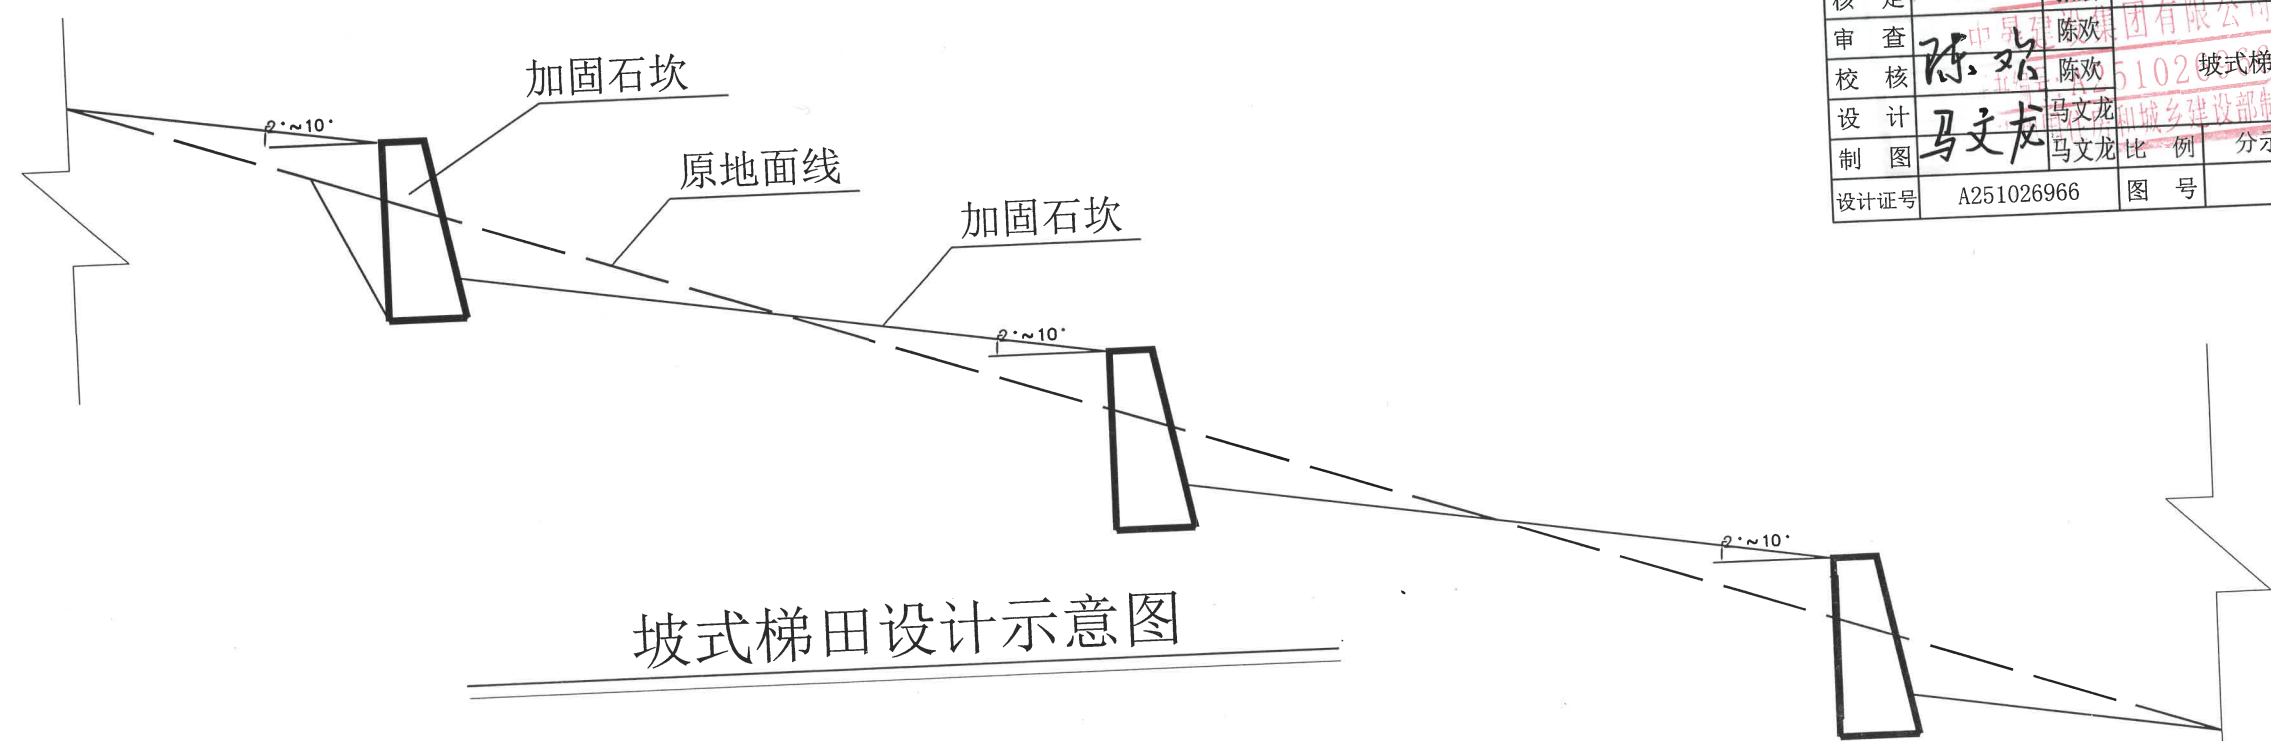 加固石坎
2°~10°
原地面线
加固石坎
2°~10°
2°~10°
坡式梯田设计示意图
审 查 陈欢 陈欢
校 核 陈欢 坡式梯
设 计 马文龙 马文龙
制 图 马文龙 比 例
设计证号 A251026966 图 号